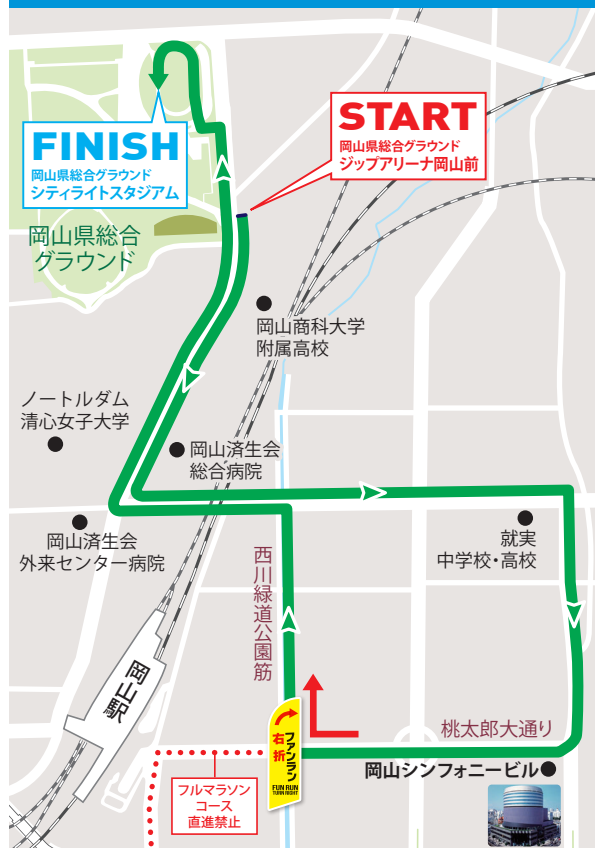 START
岡山県総合グラウンド
ジップアリーナ岡山前
FINISH
岡山県総合グラウンド
シティライトスタジアム
岡山県総合
グラウンド
岡山商科大学
附属高校
ノートルダム
清心女子大学
岡山済生会
総合病院
岡山済生会
外来センター病院
就実
中学校・高校
西川緑道公園筋
岡山駅
桃太郎大通り
ファンラン
右折
FUN RUN
TURN RIGHT
岡山シンフォニービル
フルマラソン
コース
直進禁止